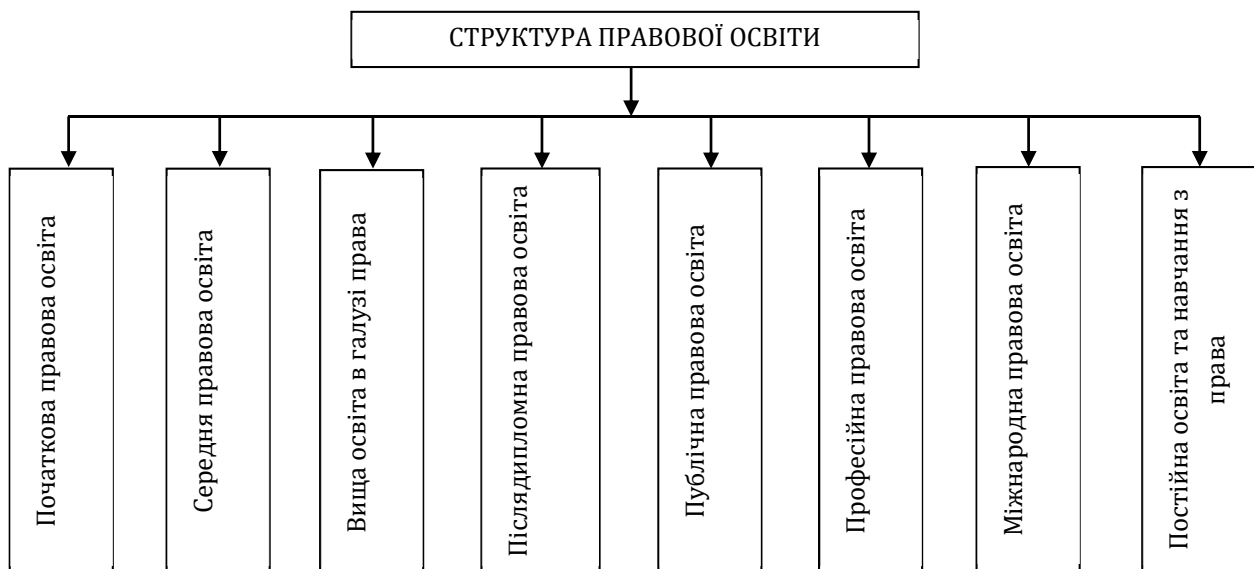 СТРУКТУРА ПРАВОВОЇ ОСВІТИ
Початкова правова освіта
Середня правова освіта
Вища освіта в галузі права
Післядипломна правова освіта
Публічна правова освіта
Професійна правова освіта
Міжнародна правова освіта
Постійна освіта та навчання з
права